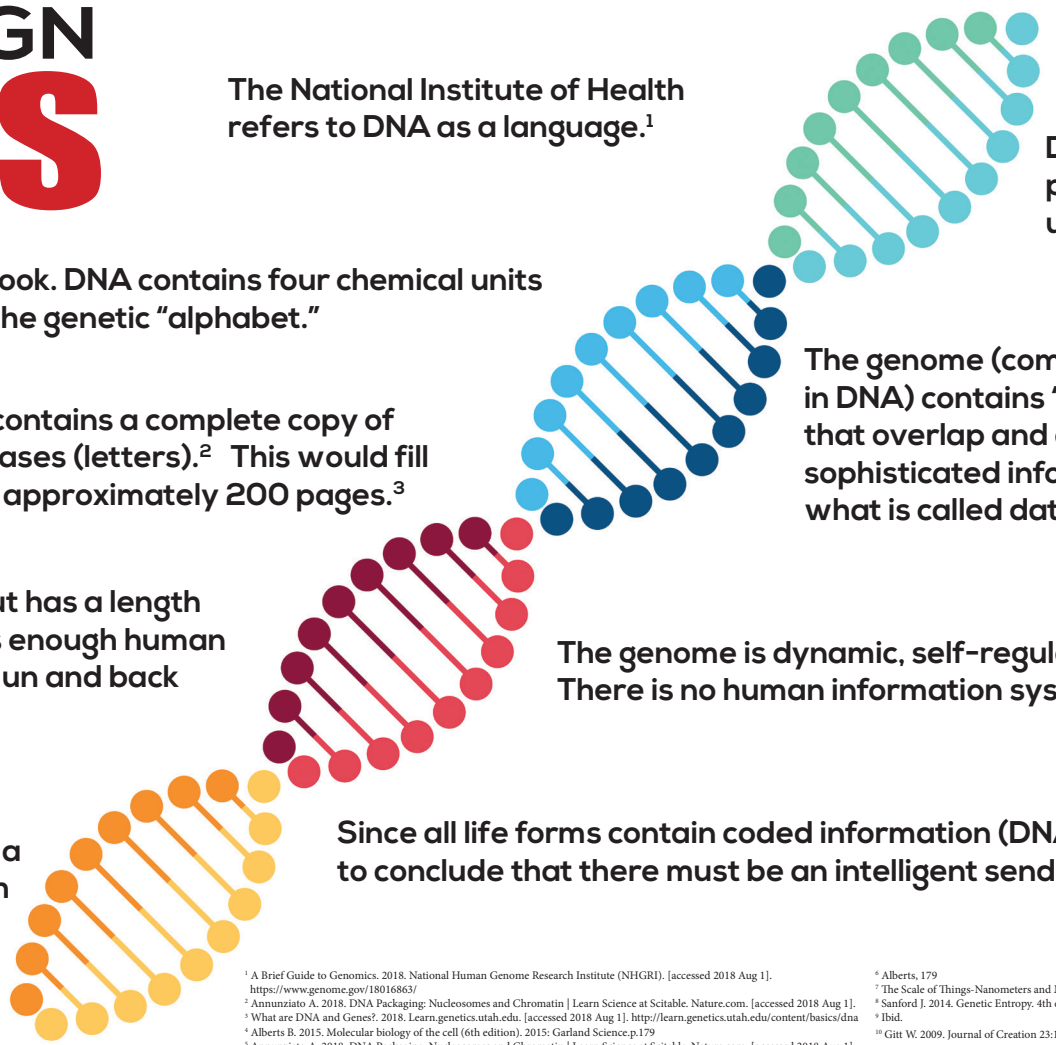 GN
S
The National Institute of Health
refers to DNA as a language.¹
ook. DNA contains four chemical units
he genetic “alphabet.”
contains a complete copy of
ases (letters).² This would fill
approximately 200 pages.³
The genome (com
in DNA) contains “
that overlap and
sophisticated info
what is called dat
ut has a length
s enough human
un and back
The genome is dynamic, self-regul
There is no human information sys
a
n
Since all life forms contain coded information (DNA
to conclude that there must be an intelligent send
¹ A Brief Guide to Genomics. 2018. National Human Genome Research Institute (NHGRI). [accessed 2018 Aug 1].
https://www.genome.gov/18016863/
² Annunziato A. 2018. DNA Packaging: Nucleosomes and Chromatin | Learn Science at Scitable. Nature.com. [accessed 2018 Aug 1].
³ What are DNA and Genes?. 2018. Learn.genetics.utah.edu. [accessed 2018 Aug 1]. http://learn.genetics.utah.edu/content/basics/dna
⁴ Alberts B. 2015. Molecular biology of the cell (6th edition). 2015: Garland Science.p.179
⁶ Alberts, 179
⁷ The Scale of Things-Nanometers and
⁸ Sanford J. 2014. Genetic Entropy. 4th
⁹ Ibid.
¹⁰ Gitt W. 2009. Journal of Creation 23: